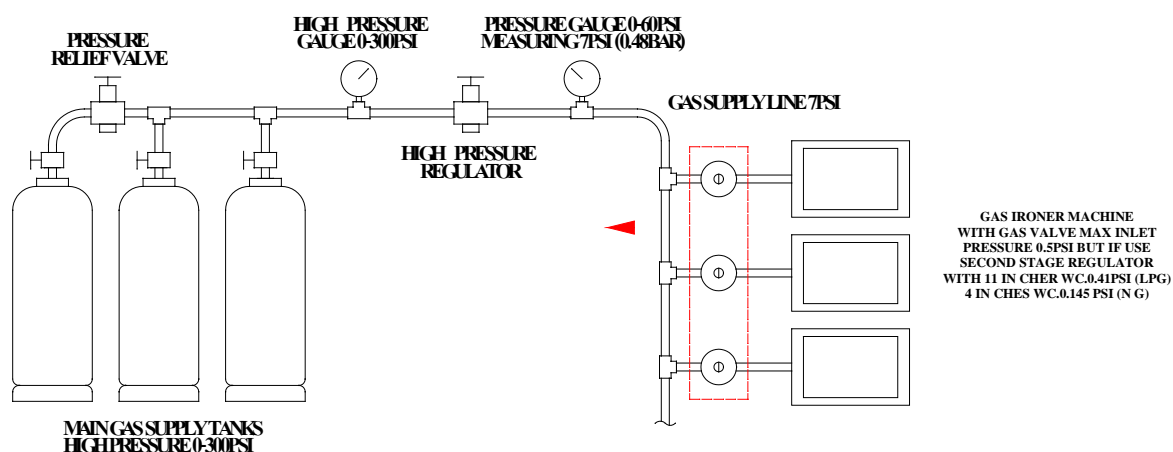 PRESSURE
RELIEF VALVE
HIGH PRESSURE
GAUGE 0-300PSI
PRESSURE GAUGE 0-60PSI
MEASURING 7PSI (0.48BAR)
GAS SUPPLY LINE 7PSI
HIGH PRESSURE
REGULATOR
GAS IRONER MACHINE
WITH GAS VALVE MAX INLET
PRESSURE 0.5PSI BUT IF USE
SECOND STAGE REGULATOR
WITH 11 IN CHER WC.0.41PSI (LPG)
4 IN CHES WC.0.145 PSI (N G)
MAIN GAS SUPPLY TANKS
HIGH PRESSURE 0-300PSI